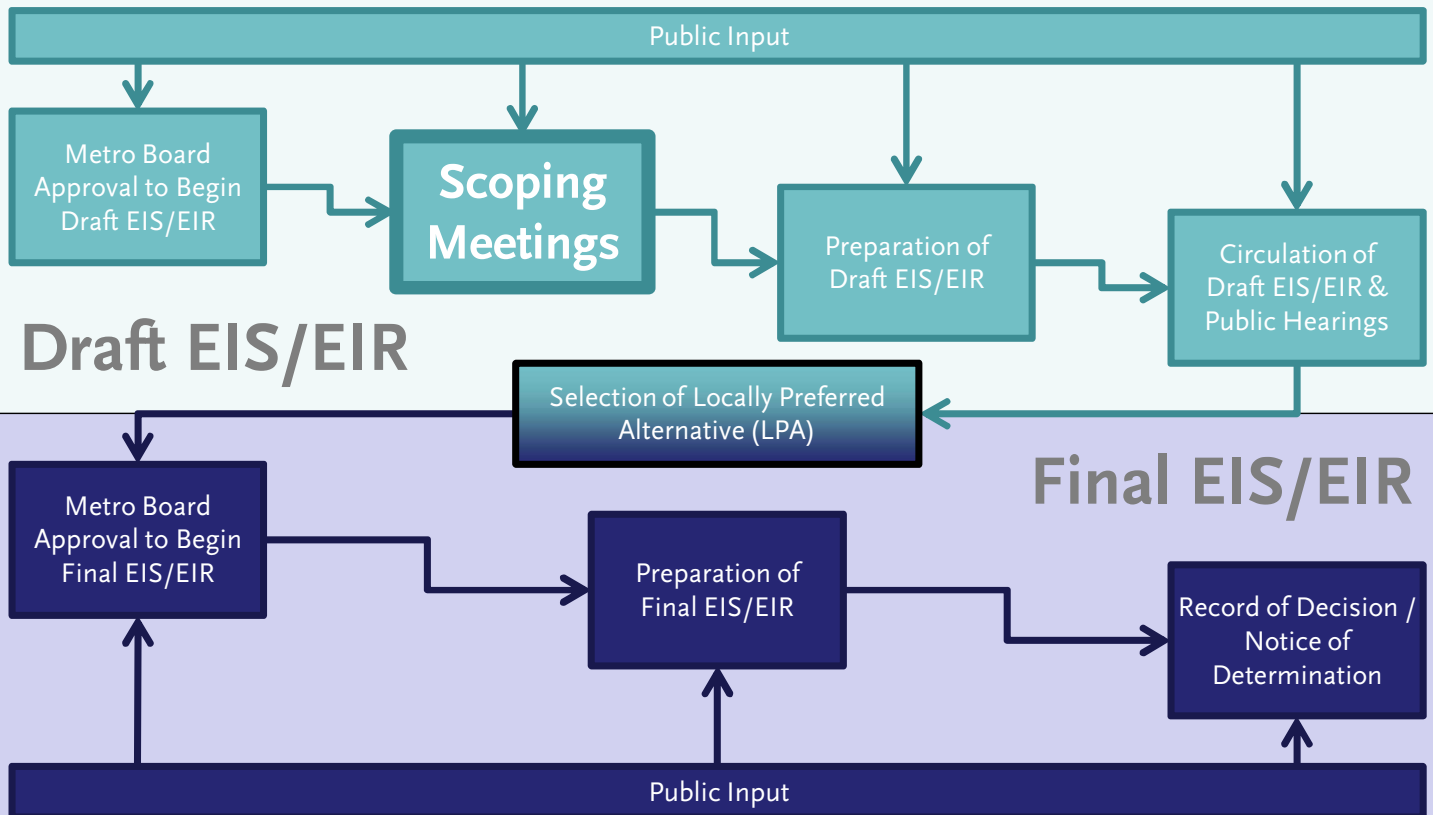 Public Input
Metro Board
Approval to Begin
Draft EIS/EIR
Scoping
Meetings
Preparation of
Draft EIS/EIR
Circulation of
Draft EIS/EIR &
Public Hearings
Draft EIS/EIR
Selection of Locally Preferred
Alternative (LPA)
Final EIS/EIR
Metro Board
Approval to Begin
Final EIS/EIR
Preparation of
Final EIS/EIR
Record of Decision /
Notice of
Determination
Public Input